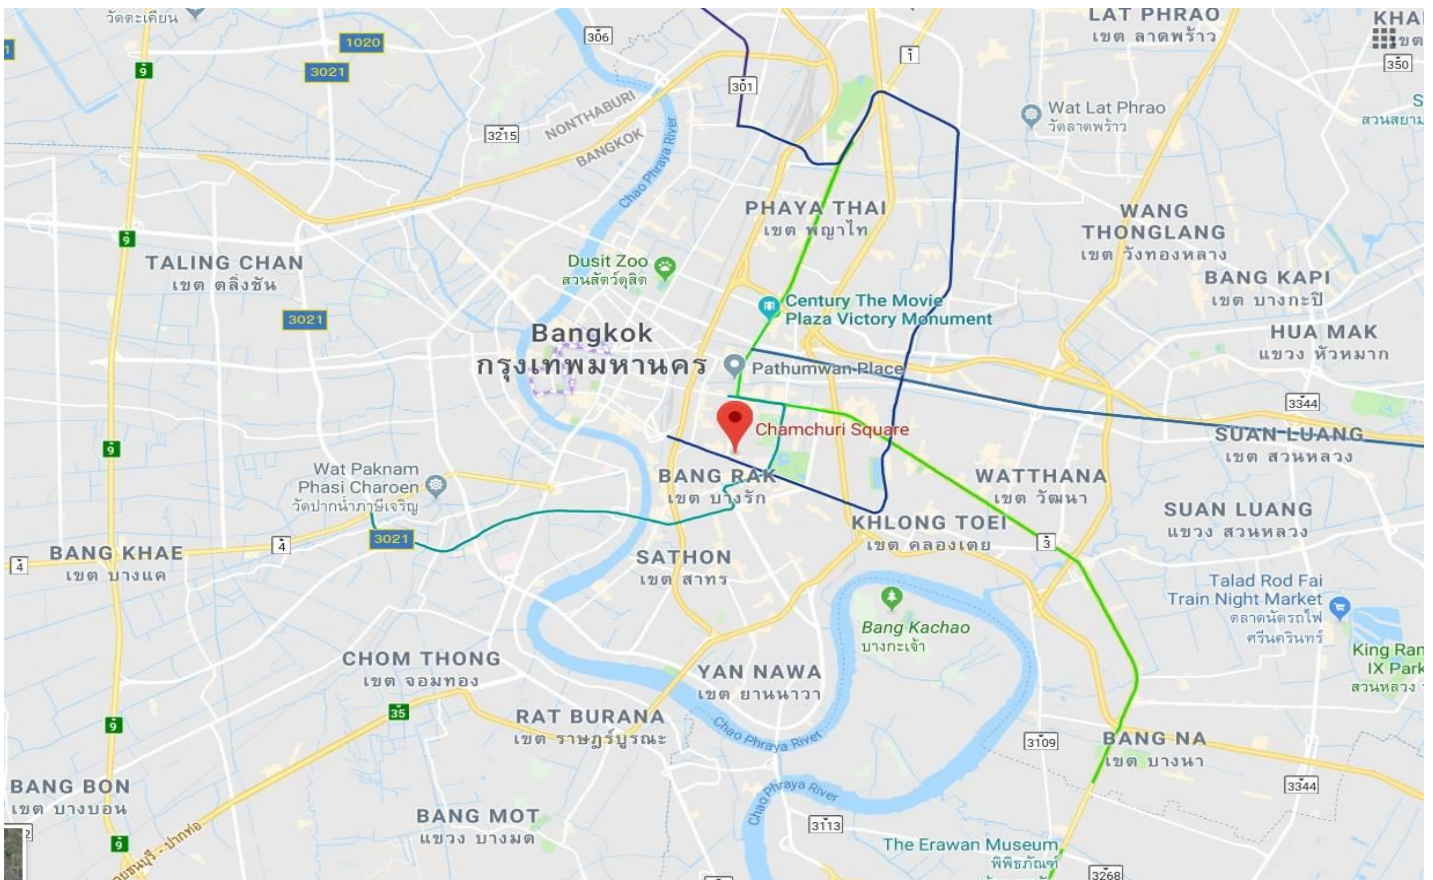 วัดตะเคียน
1020
3021
9
1
306
301
1
LAT PHRAO
เขต ลาดพร้าว
350
3215
NONTHABURI
BANGKOK
Chao Phraya River
Wat Lat Phrao
วัดลาดพร้าว
สวนสยาม
PHAYA THAI
เขต พญาไท
WANG
THONGLANG
เขต วังทองหลาง
9
TALING CHAN
เขต ตลิ่งชัน
Dusit Zoo
สวนสัตว์ดุสิต
BANG KAPI
เขต บางกะปิ
3021
Century The Movie
Plaza Victory Monument
Bangkok
กรุงเทพมหานคร
HUA MAK
แขวง หัวหมาก
Pathumwan Place
3344
Chamchuri Square
SUAN LUANG
เขต สวนหลวง
9
Wat Paknam
Phasi Charoen
วัดปากน้ำภาษีเจริญ
BANG RAK
เขต บางรัก
WATTHANA
เขต วัฒนา
SUAN LUANG
แขวง สวนหลวง
KHLONG TOEI
เขต คลองเตย
3021
3
4
BANG KHAE
เขต บางแค
4
SATHON
เขต สาทร
Talad Rod Fai
Train Night Market
ตลาดนัดรถไฟ
ศรีนครินทร์
Bang Kachao
บางกะเจ้า
King Ran
IX Park
สวนหลวง
CHOM THONG
เขต จอมทอง
YAN NAWA
เขต ยานนาวา
35
RAT BURANA
เขต ราษฎร์บูรณะ
9
Chao Phraya River
3109
BANG NA
เขต บางนา
BANG BON
เขต บางบอน
Chao Phraya River
3344
BANG MOT
แขวง บางมด
3113
9
The Erawan Museum
พิพิธภัณฑ์
3268